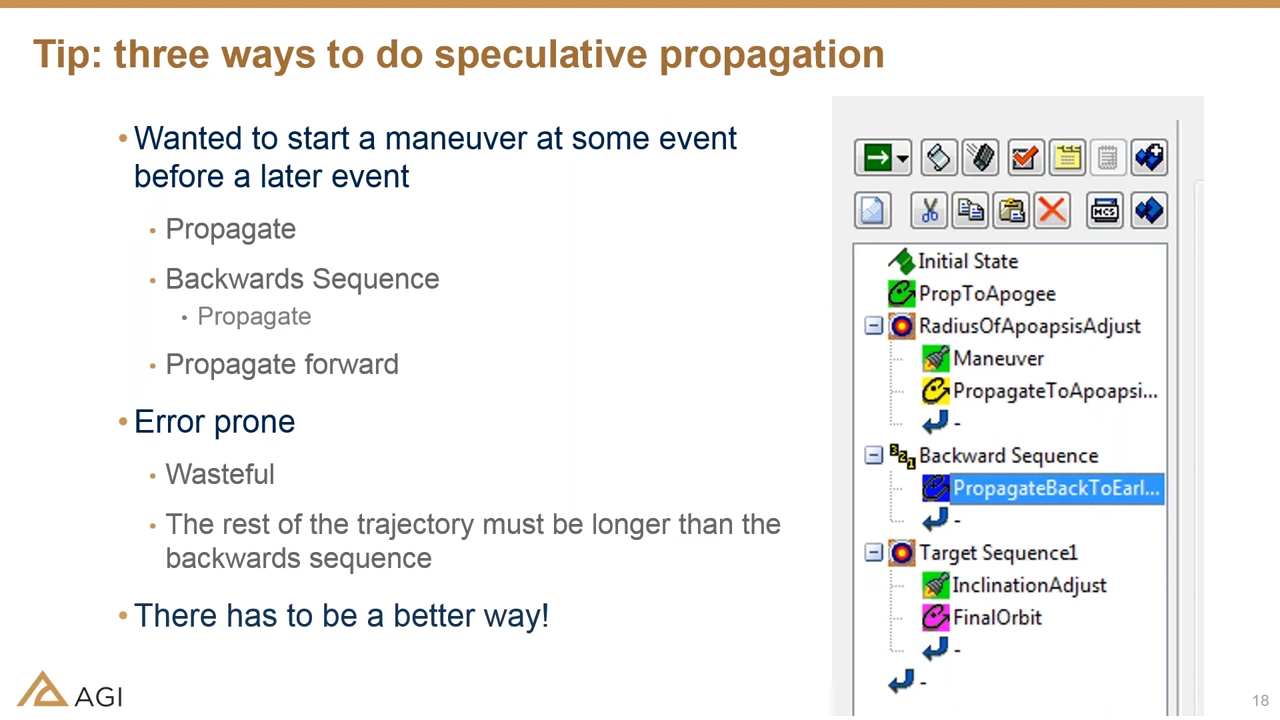 Tip: three ways to do speculative propagation
•Wanted to start a maneuver at some event
before a later event
• Propagate
• Backwards Sequence
• Propagate
• Propagate forward
•Error prone
• Wasteful
• The rest of the trajectory must be longer than the
backwards sequence
•There has to be a better way!
MCS
Initial State
PropToApogee
RadiusOfApoapsisAdjust
Maneuver
PropagateToApoapsi...
-
Backward Sequence
PropagateBackToEarl...
-
Target Sequence1
InclinationAdjust
FinalOrbit
-
-
AGI
18